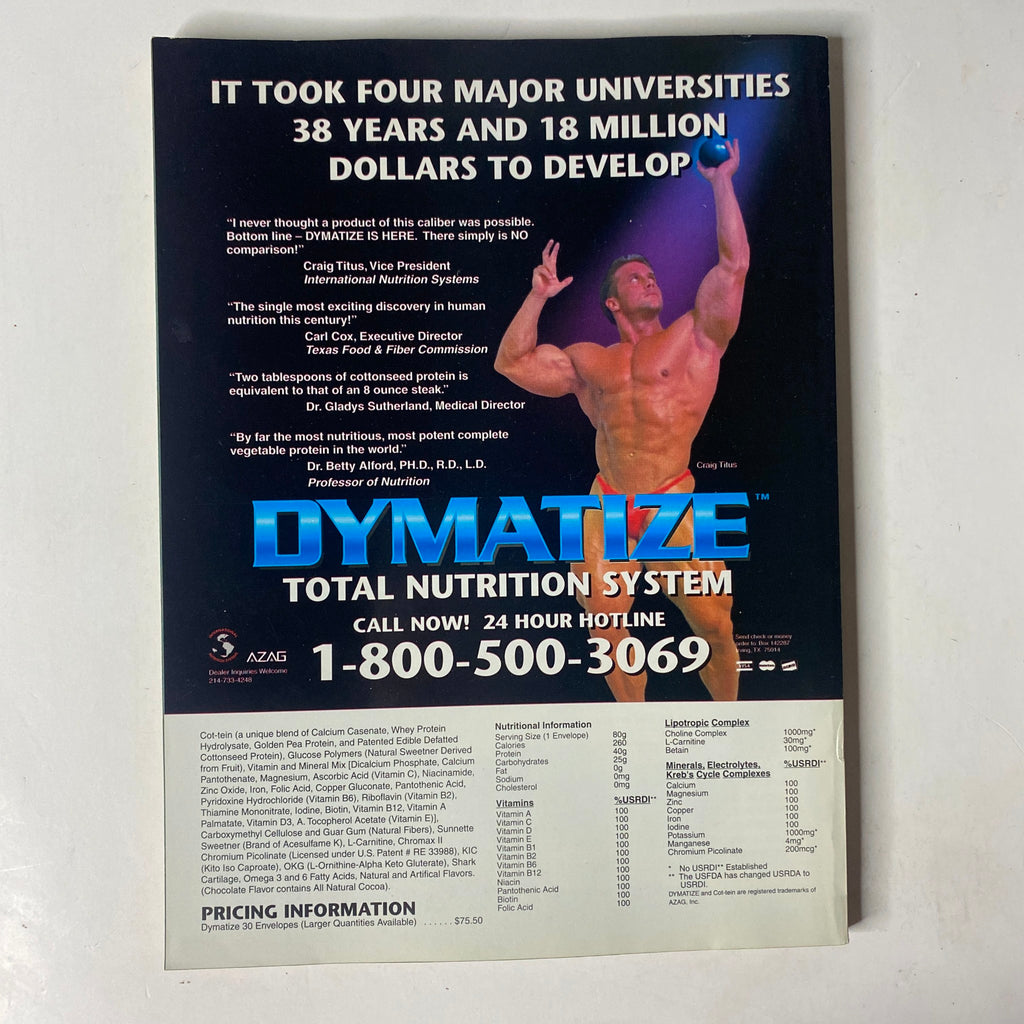 IT TOOK FOUR MAJOR UNIVERSITIES
38 YEARS AND 18 MILLION
DOLLARS TO DEVELOP
“I never thought a product of this caliber was possible.
Bottom line – DYMATIZE IS HERE. There simply is NO
comparison!”
Craig Titus, Vice President
International Nutrition Systems
“The single most exciting discovery in human
nutrition this century!”
Carl Cox, Executive Director
Texas Food & Fiber Commission
“Two tablespoons of cottonseed protein is
equivalent to that of an 8 ounce steak.”
Dr. Gladys Sutherland, Medical Director
“By far the most nutritious, most potent complete
vegetable protein in the world.”
Dr. Betty Alford, PH.D., R.D., L.D.
Professor of Nutrition
Craig Titus
DYMATIZE™
TOTAL NUTRITION SYSTEM
CALL NOW! 24 HOUR HOTLINE
1-800-500-3069
INTERNATIONAL
AZAG
Dealer Inquiries Welcome
214-733-4248
Send check or money
order to: Box 142287
Irving, TX 75014
Cot-tein (a unique blend of Calcium Casenate, Whey Protein
Hydrolysate, Golden Pea Protein, and Patented Edible Defatted
Cottonseed Protein), Glucose Polymers (Natural Sweetner Derived
from Fruit), Vitamin and Mineral Mix [Dicalcium Phosphate, Calcium
Pantothenate, Magnesium, Ascorbic Acid (Vitamin C), Niacinamide,
Zinc Oxide, Iron, Folic Acid, Copper Gluconate, Pantothenic Acid,
Pyridoxine Hydrochloride (Vitamin B6), Riboflavin (Vitamin B2),
Thiamine Mononitrate, Iodine, Biotin, Vitamin B12, Vitamin A
Palmatate, Vitamin D3, A. Tocopherol Acetate (Vitamin E)],
Carboxymethyl Cellulose and Guar Gum (Natural Fibers), Sunnette
Sweetner (Brand of Acesulfame K), L-Carnitine, Chromax II
Chromium Picolinate (Licensed under U.S. Patent # RE 33988), KIC
(Kito Iso Caproate), OKG (L-Ornithine-Alpha Keto Gluterate), Shark
Cartilage, Omega 3 and 6 Fatty Acids, Natural and Artifical Flavors.
(Chocolate Flavor contains All Natural Cocoa).
PRICING INFORMATION
Dymatize 30 Envelopes (Larger Quantities Available) . . . . . . $75.50
Nutritional Information
Serving Size (1 Envelope) 80g
Calories 260
Protein 40g
Carbohydrates 25g
Fat 0g
Sodium 0mg
Cholesterol 0mg
Vitamins %USRDI**
Vitamin A 100
Vitamin C 100
Vitamin D 100
Vitamin E 100
Vitamin B1 100
Vitamin B2 100
Vitamin B6 100
Vitamin B12 100
Niacin 100
Pantothenic Acid 100
Biotin 100
Folic Acid 100
Lipotropic Complex
Choline Complex 1000mg*
L-Carnitine 30mg*
Betain 100mg*
Minerals, Electrolytes, %USRDI**
Kreb's Cycle Complexes
Calcium 100
Magnesium 100
Zinc 100
Copper 100
Iron 100
Iodine 100
Potassium 1000mg*
Manganese 4mg*
Chromium Picolinate 200mcg*
* No USRDI** Established
** The USFDA has changed USRDA to
USRDI.
DYMATIZE and Cot-tein are registered trademarks of
AZAG, Inc.